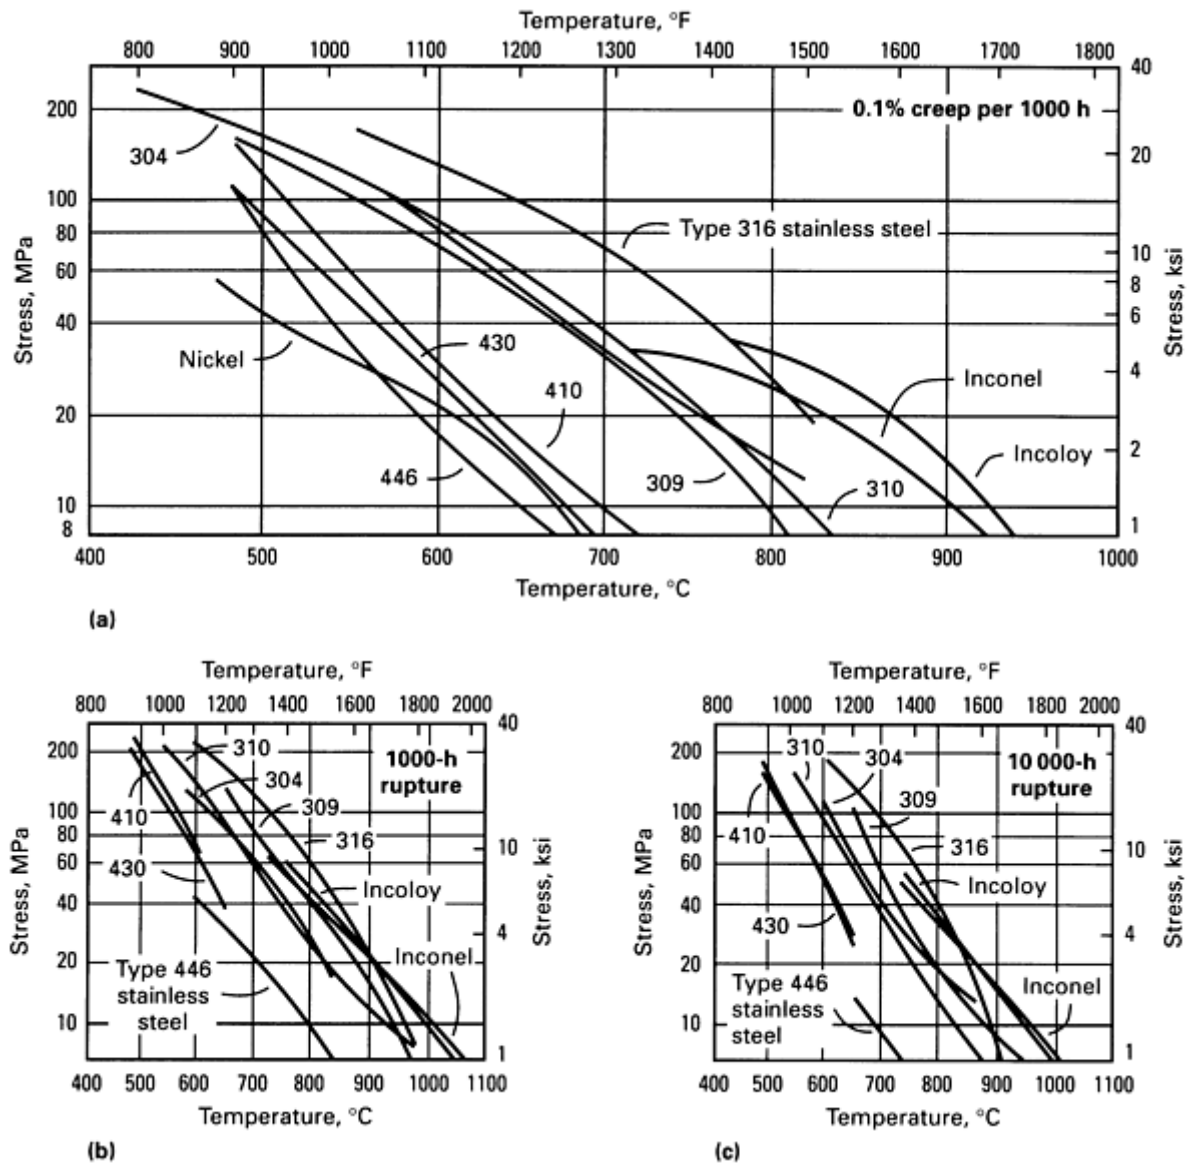 Temperature, °F
800 900 1000 1100 1200 1300 1400 1500 1600 1700 1800
Stress, MPa
200
100
80
60
40
20
10
8
40
20
10
8
6
4
2
1
Stress, ksi
0.1% creep per 1000 h
304
Type 316 stainless steel
Nickel
430
410
446
309
310
Inconel
Incoloy
400 500 600 700 800 900 1000
Temperature, °C
(a)
Temperature, °F
800 1000 1200 1400 1600 1800 2000
Stress, MPa
200
100
80
60
40
20
10
40
10
4
1
Stress, ksi
1000-h
rupture
310
304
309
410
316
430
Incoloy
Inconel
Type 446
stainless
steel
400 500 600 700 800 900 1000 1100
Temperature, °C
(b)
Temperature, °F
800 1000 1200 1400 1600 1800 2000
Stress, MPa
200
100
80
60
40
20
10
40
10
4
1
Stress, ksi
10 000-h
rupture
310
304
309
410
316
Incoloy
430
Inconel
Type 446
stainless
steel
400 500 600 700 800 900 1000 1100
Temperature, °C
(c)